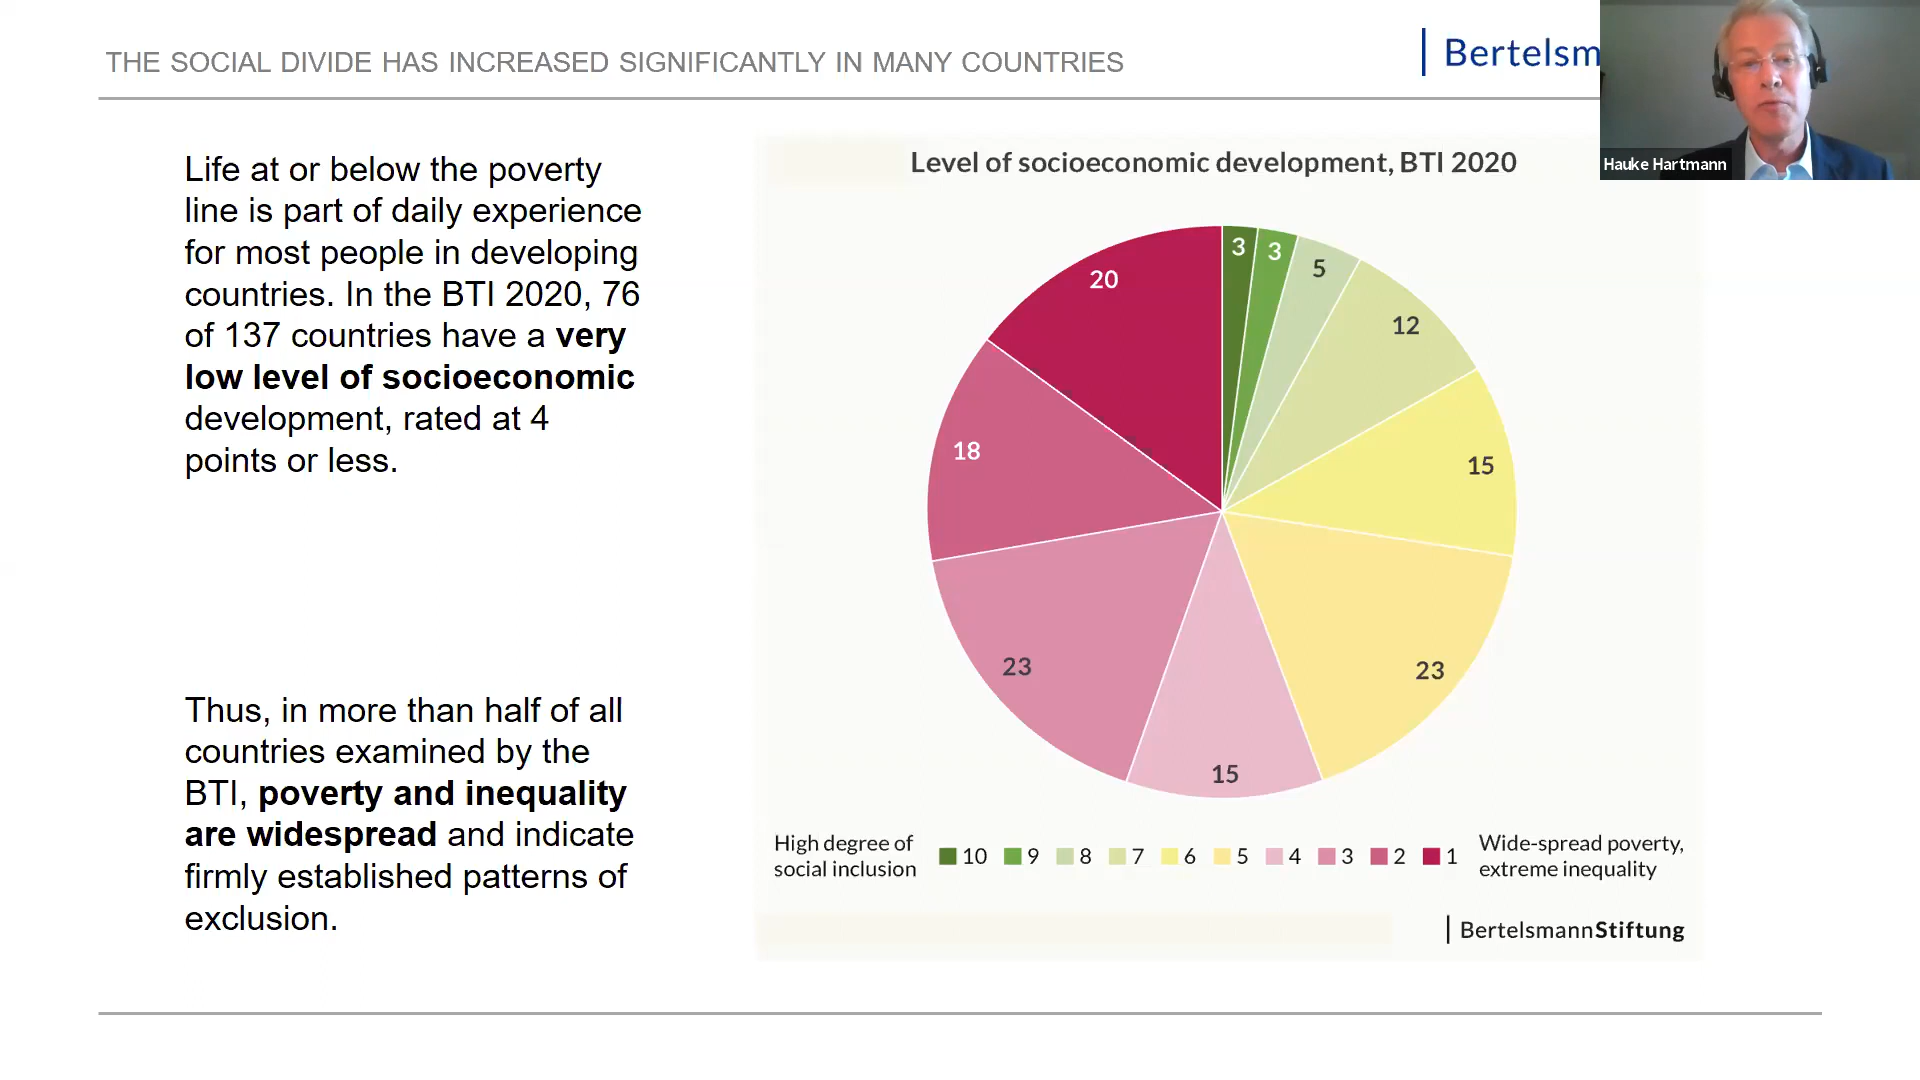 THE SOCIAL DIVIDE HAS INCREASED SIGNIFICANTLY IN MANY COUNTRIES
Bertelsm
Hauke Hartmann
Life at or below the poverty
line is part of daily experience
for most people in developing
countries. In the BTI 2020, 76
of 137 countries have a very
low level of socioeconomic
development, rated at 4
points or less.
Thus, in more than half of all
countries examined by the
BTI, poverty and inequality
are widespread and indicate
firmly established patterns of
exclusion.
Level of socioeconomic development, BTI 2020
3
3
5
12
15
23
15
23
18
20
High degree of
social inclusion
10 9 8 7 6 5 4 3 2 1
Wide-spread poverty,
extreme inequality
BertelsmannStiftung